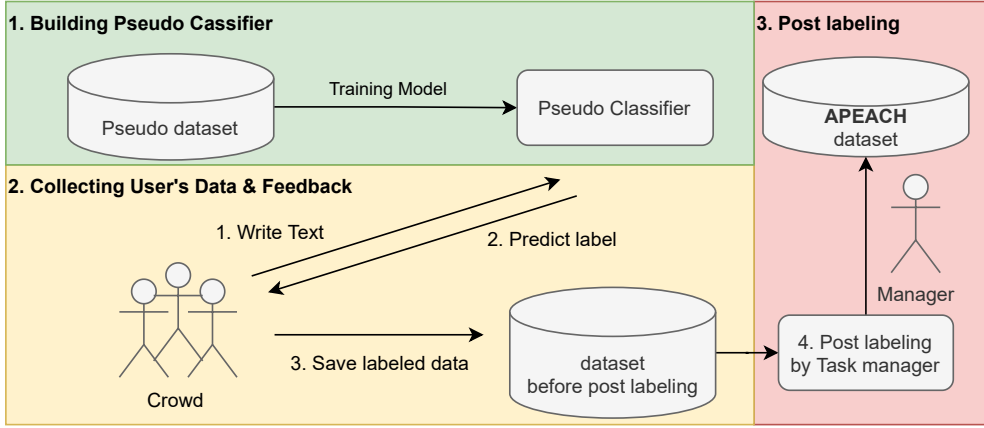 1. Building Pseudo Cassifier
Pseudo dataset
Training Model
Pseudo Classifier
2. Collecting User's Data & Feedback
1. Write Text
2. Predict label
Crowd
3. Save labeled data
dataset
before post labeling
3. Post labeling
APEACH
dataset
Manager
4. Post labeling
by Task manager